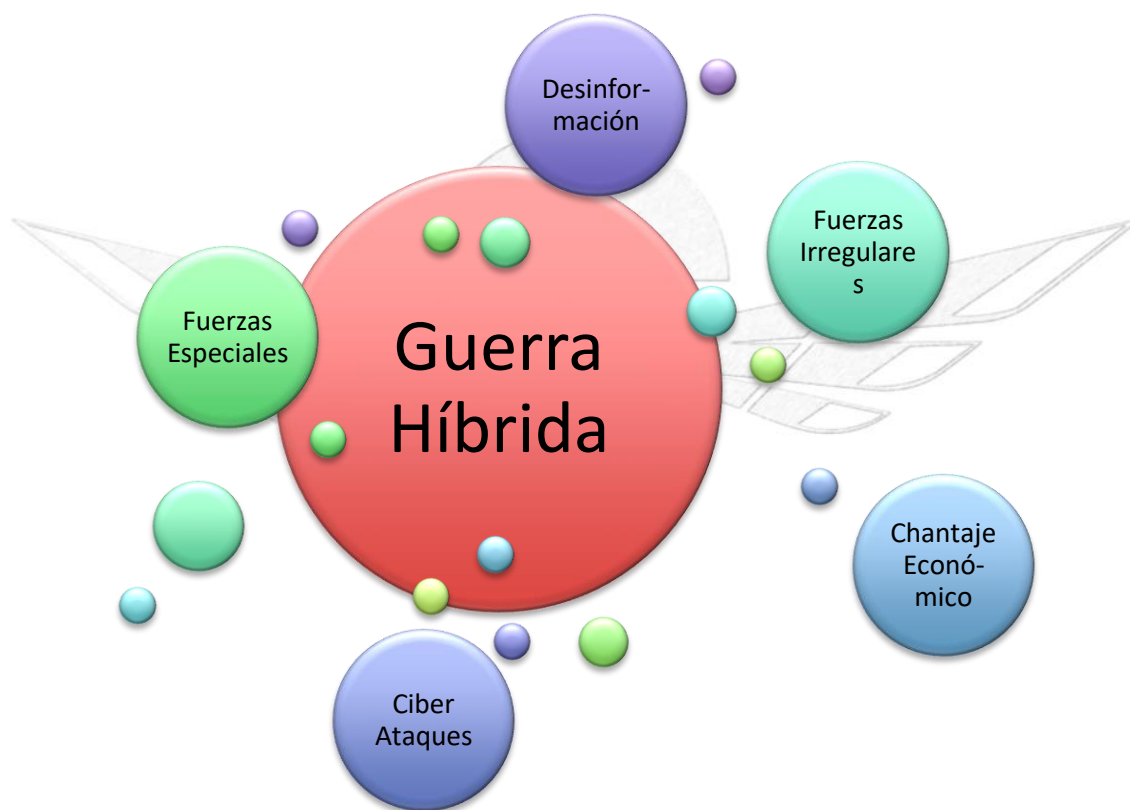 Desinfor-
mación
Fuerzas
Irregulare
s
Fuerzas
Especiales
Guerra
Híbrida
Chantaje
Econó-
mico
Ciber
Ataques